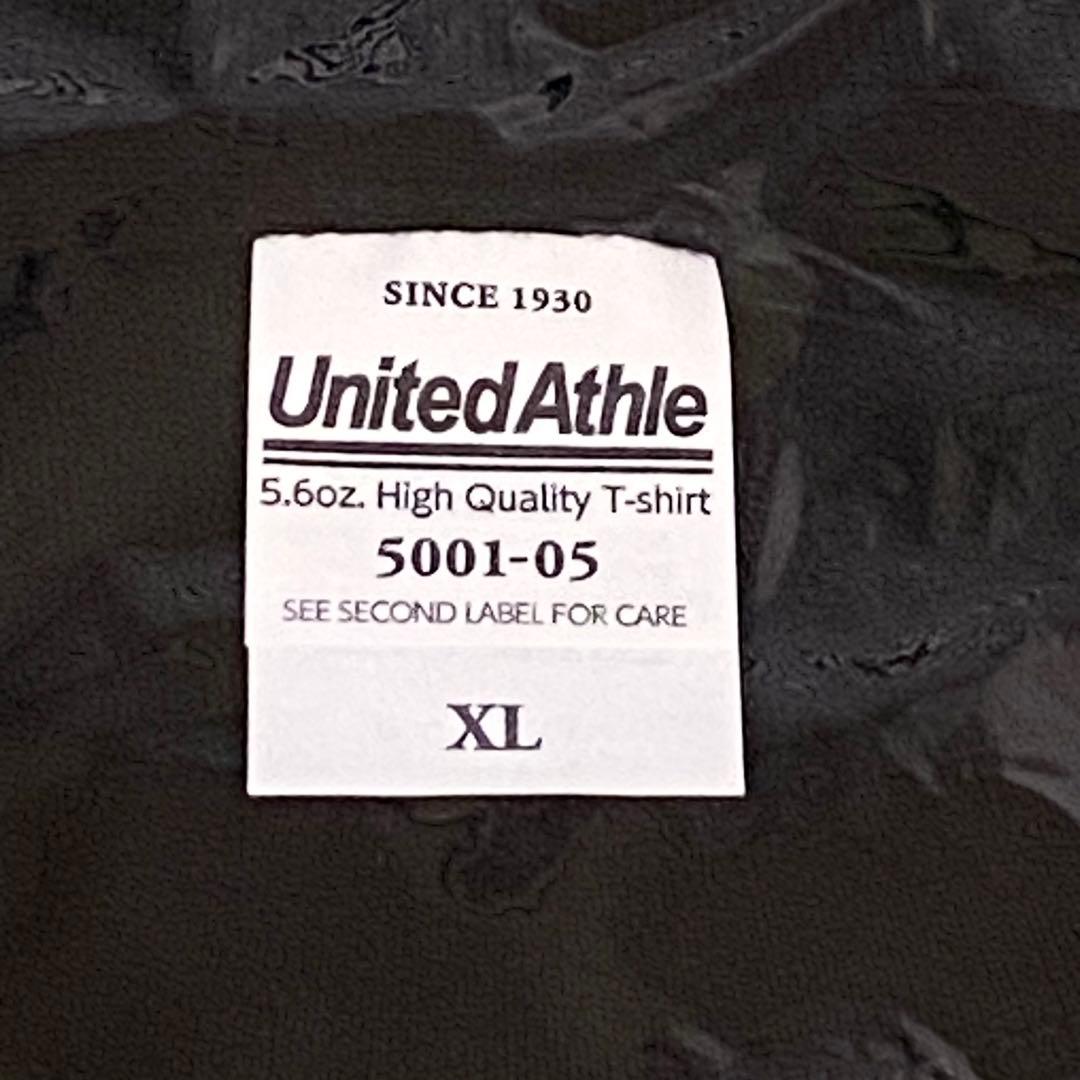 SINCE 1930
UnitedAthle
5.6oz. High Quality T-shirt
5001-05
SEE SECOND LABEL FOR CARE
XL